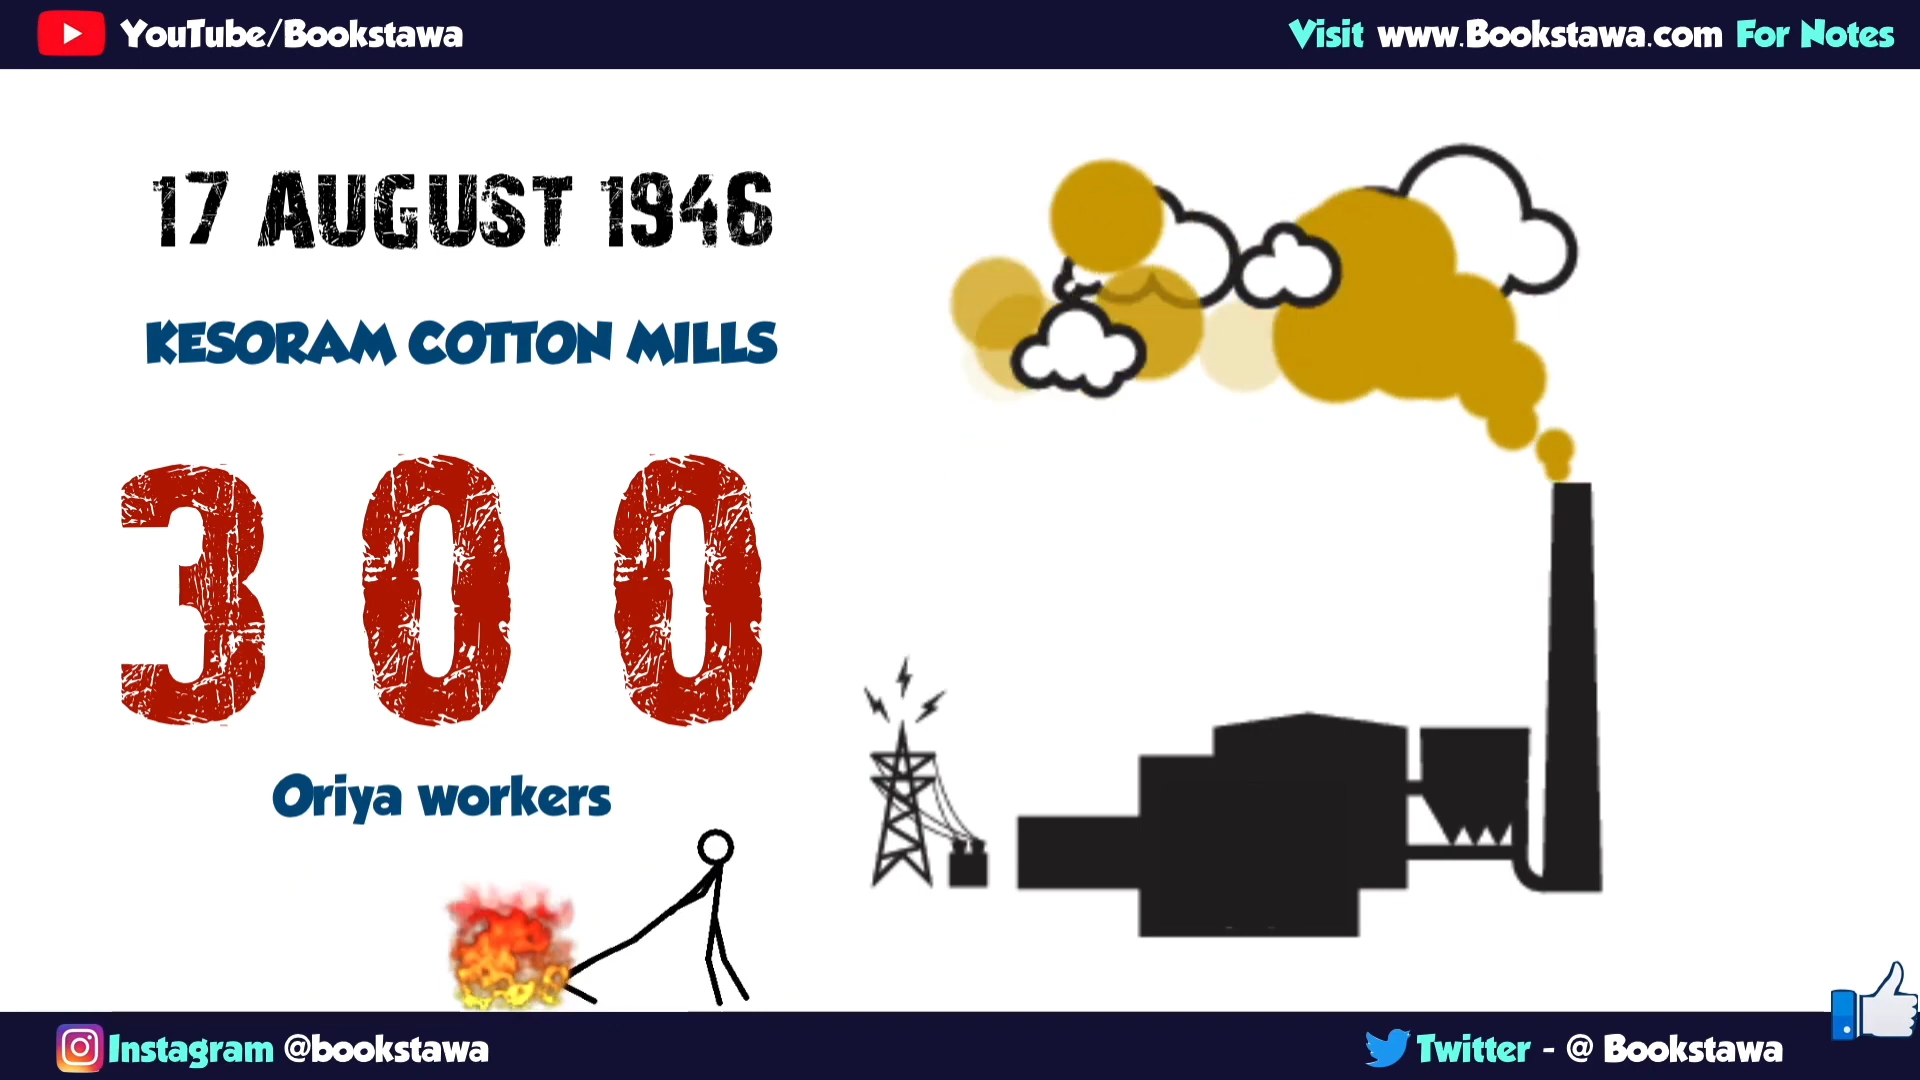 YouTube/Bookstawa
Visit www.Bookstawa.com For Notes
17 AUGUST 1946
KESORAM COTTON MILLS
300
Oriya workers
Instagram @bookstawa
Twitter - @ Bookstawa